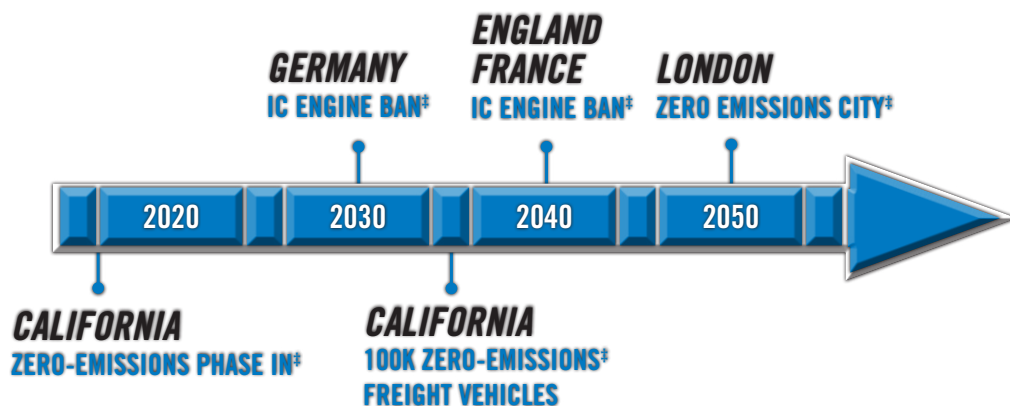 GERMANY
IC ENGINE BAN‡
ENGLAND
FRANCE
IC ENGINE BAN‡
LONDON
ZERO EMISSIONS CITY‡
2020
2030
2040
2050
CALIFORNIA
ZERO-EMISSIONS PHASE IN‡
CALIFORNIA
100K ZERO-EMISSIONS‡
FREIGHT VEHICLES